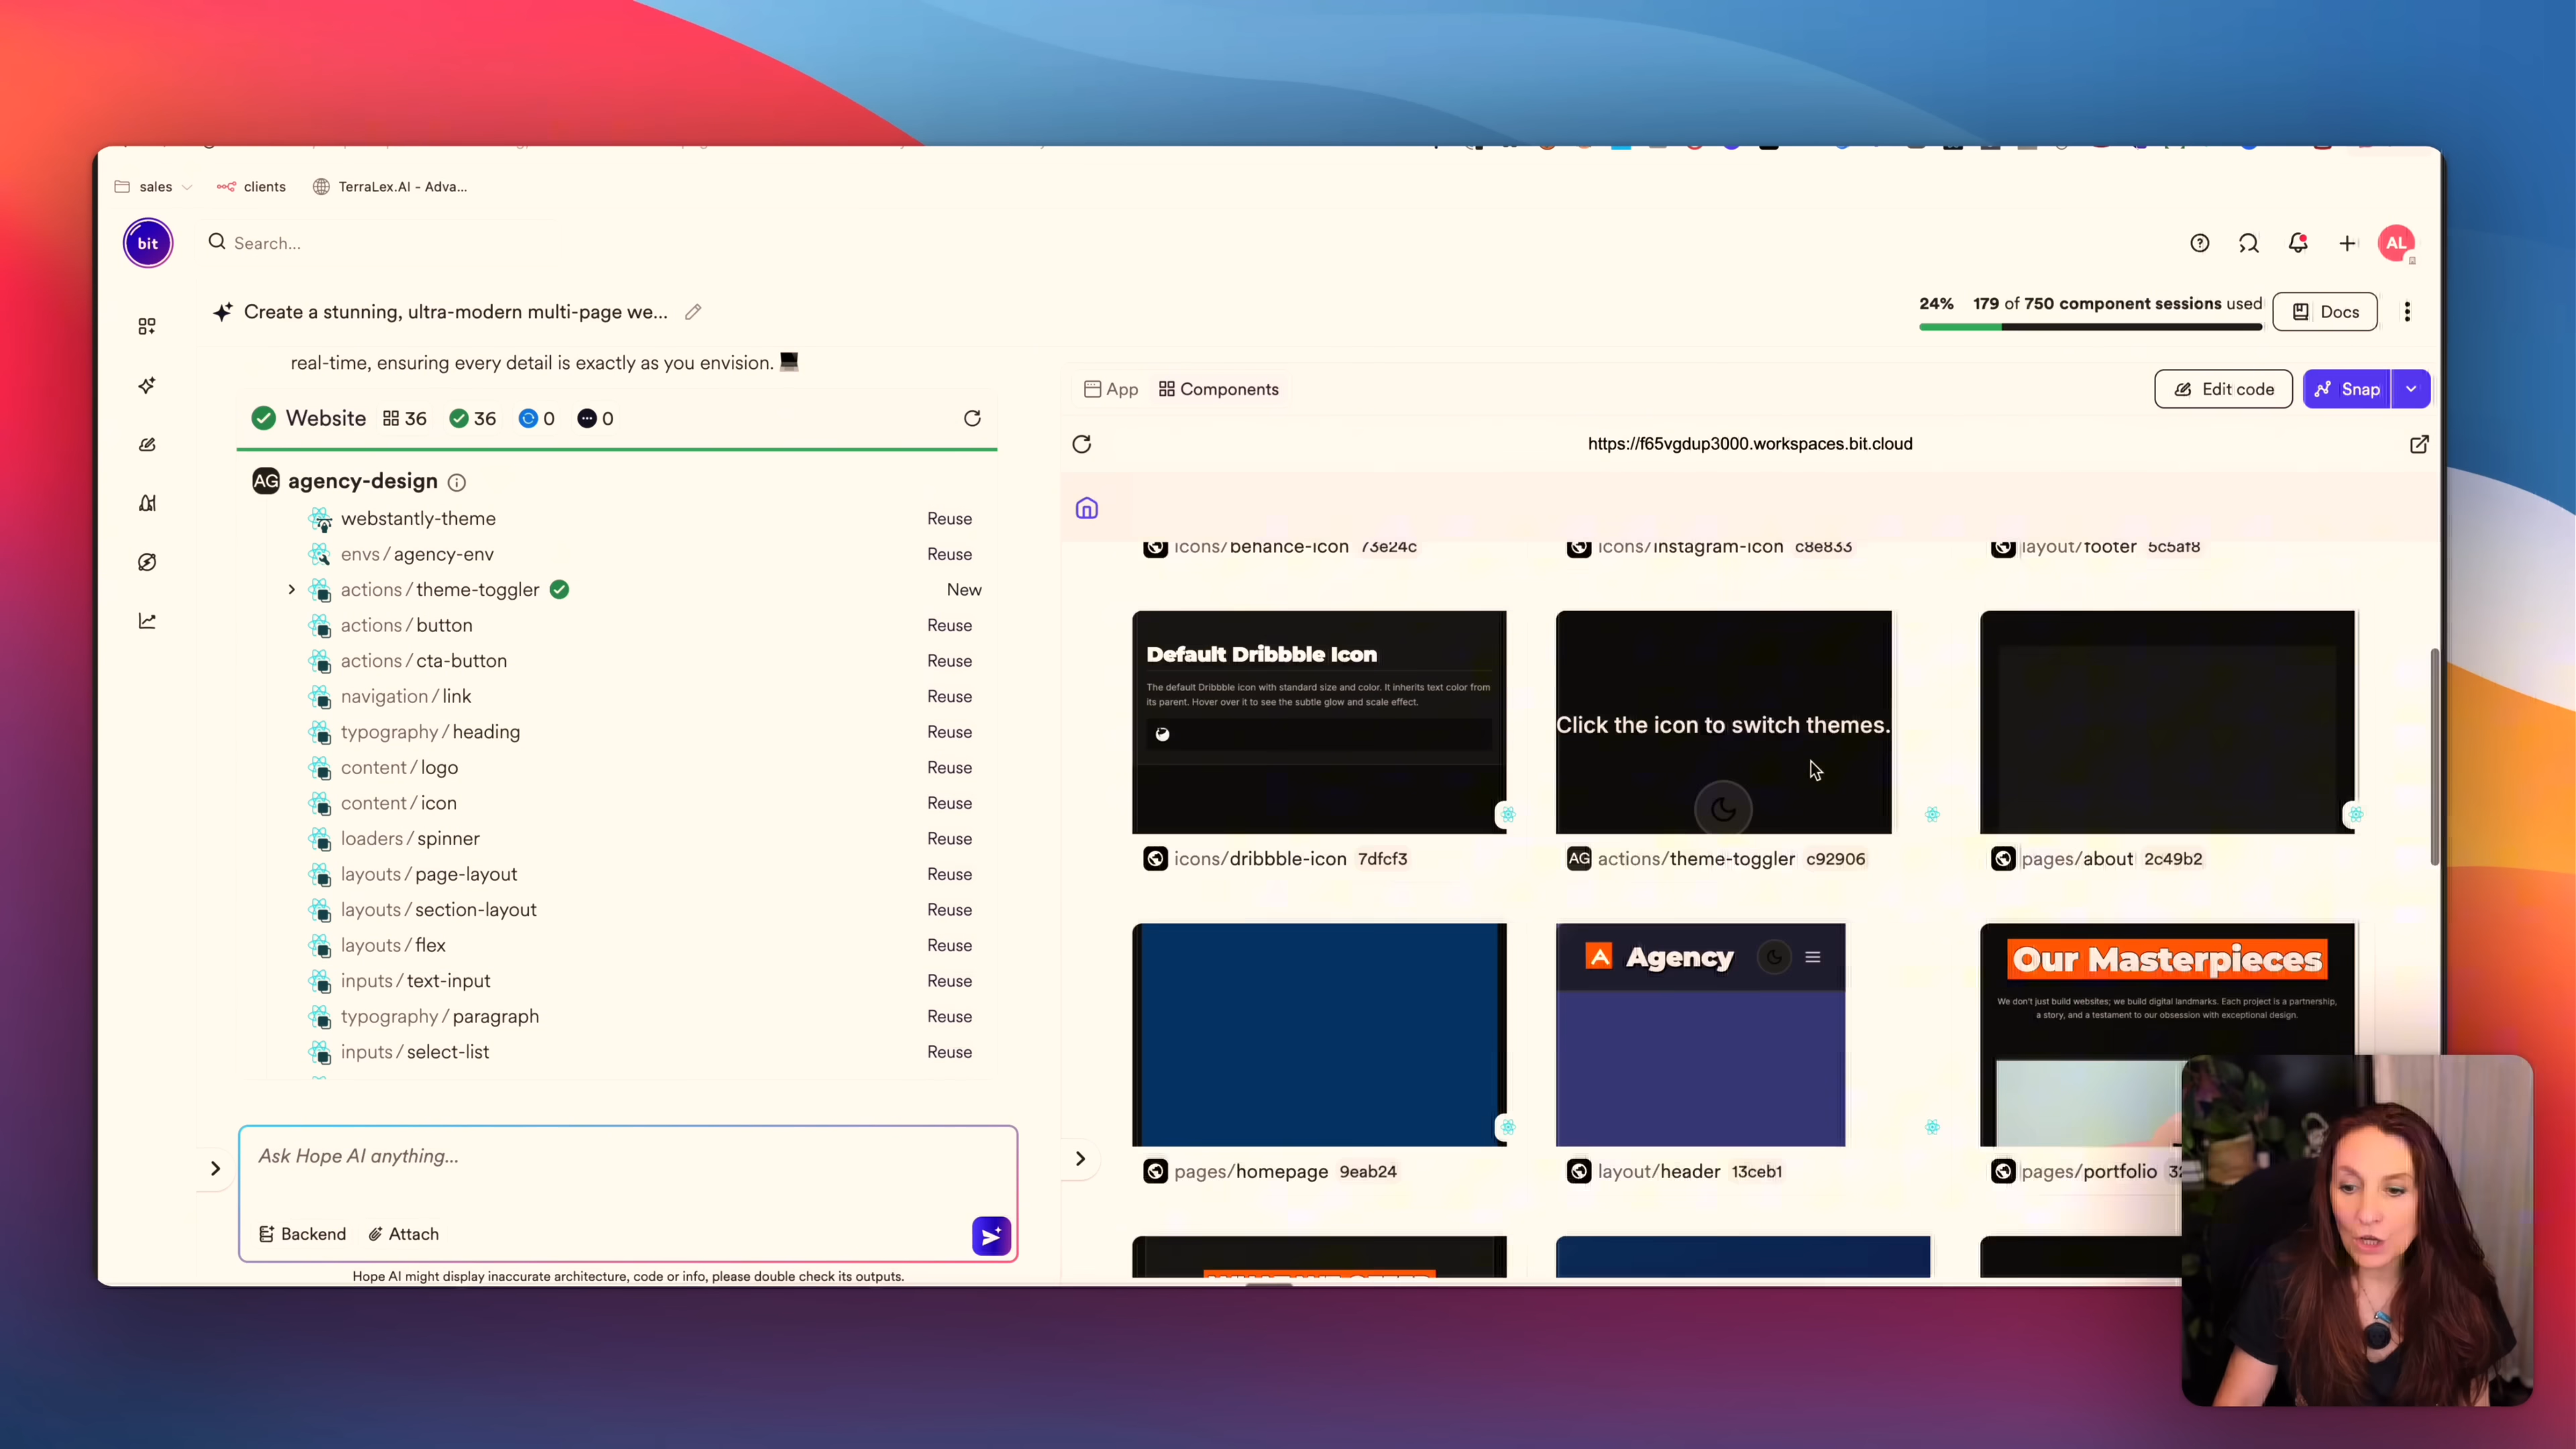 sales
clients
TerraLex.AI - Adva...
bit
Search...
AL
Create a stunning, ultra-modern multi-page we...
24% 179 of 750 component sessions used
Docs
real-time, ensuring every detail is exactly as you envision.
App
Components
Edit code
Snap
Website 36 36 0 0
https://f65vgdup3000.workspaces.bit.cloud
AG agency-design
webstantly-theme Reuse
envs/agency-env Reuse
actions/theme-toggler New
actions/button Reuse
actions/cta-button Reuse
navigation/link Reuse
typography/heading Reuse
content/logo Reuse
content/icon Reuse
loaders/spinner Reuse
layouts/page-layout Reuse
layouts/section-layout Reuse
layouts/flex Reuse
inputs/text-input Reuse
typography/paragraph Reuse
inputs/select-list Reuse
Ask Hope AI anything...
Backend
Attach
Hope AI might display inaccurate architecture, code or info, please double check its outputs.
icons/behance-icon 73e24c
icons/instagram-icon c8e833
layout/footer 5c5af8
Default Dribbble Icon
The default Dribbble icon with standard size and color. It inherits text color from
its parent. Hover over it to see the subtle glow and scale effect.
Click the icon to switch themes.
icons/dribbble-icon 7dfcf3
AG actions/theme-toggler c92906
pages/about 2c49b2
Agency
Our Masterpieces
We don't just build websites; we build digital landmarks. Each project is a partnership,
a story, and a testament to our obsession with exceptional design.
pages/homepage 9eab24
layout/header 13ceb1
pages/portfolio